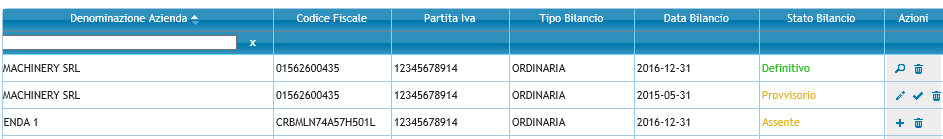 Denominazione Azienda Codice Fiscale Partita Iva Tipo Bilancio Data Bilancio Stato Bilancio Azioni
x
MACHINERY SRL 01562600435 12345678914 ORDINARIA 2016-12-31 Definitivo
MACHINERY SRL 01562600435 12345678914 ORDINARIA 2015-05-31 Provvisorio
ENDA 1 CRBMLN74A57H501L 12345678914 ORDINARIA 2016-12-31 Assente